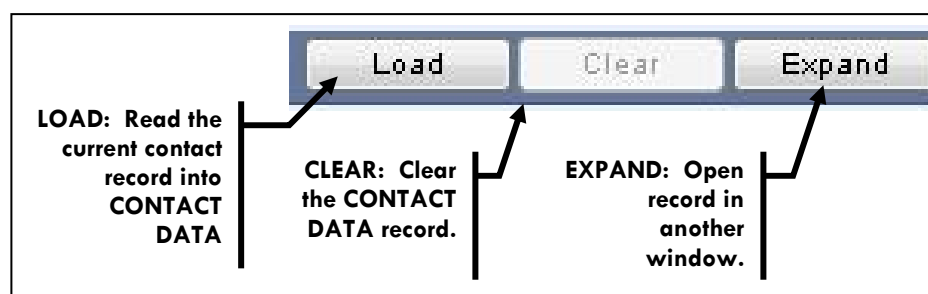 Load Clear Expand
LOAD: Read the
current contact
record into
CONTACT
DATA
CLEAR: Clear
the CONTACT
DATA record.
EXPAND: Open
record in
another
window.